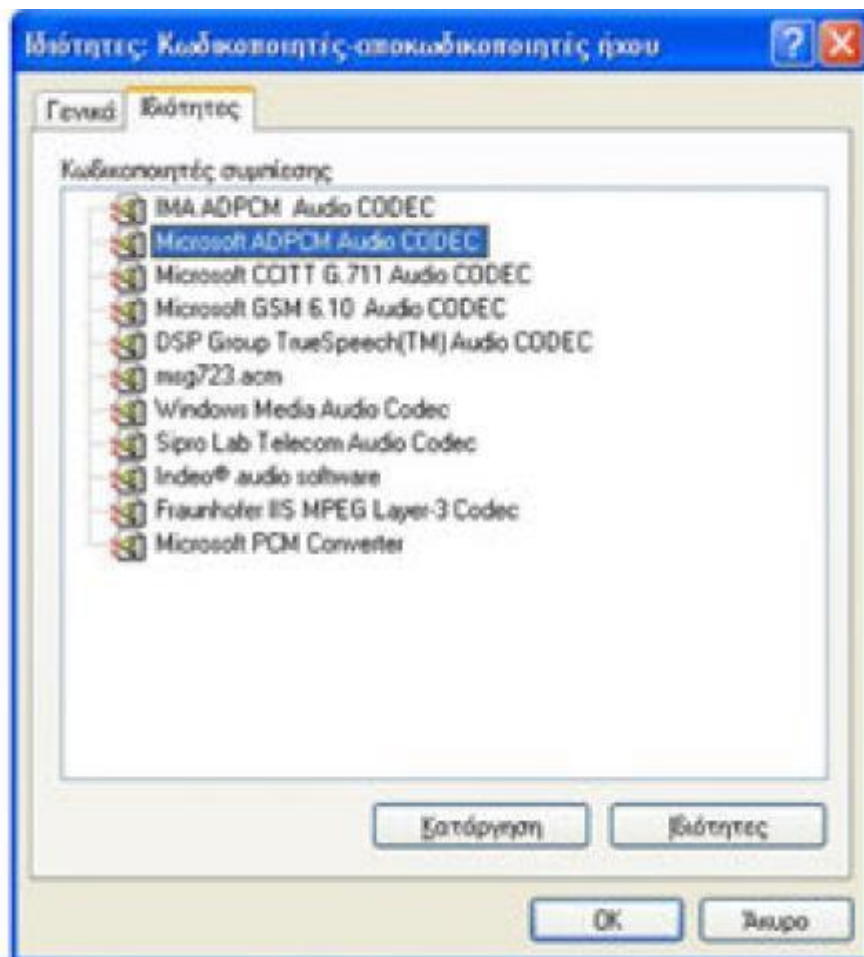 Ιδιότητες: Κωδικοποιητές-αποκωδικοποιητές ήχου
Γενικά Ιδιότητες
Κωδικοποιητές συμπίεσης
IMA ADPCM Audio CODEC
Microsoft ADPCM Audio CODEC
Microsoft CCITT G.711 Audio CODEC
Microsoft GSM 6.10 Audio CODEC
DSP Group TrueSpeech(TM) Audio CODEC
msg723.acm
Windows Media Audio Codec
Sipro Lab Telecom Audio Codec
Indeo® audio software
Fraunhofer IIS MPEG Layer-3 Codec
Microsoft PCM Converter
Κατάργηση Ιδιότητες
OK Άκυρο